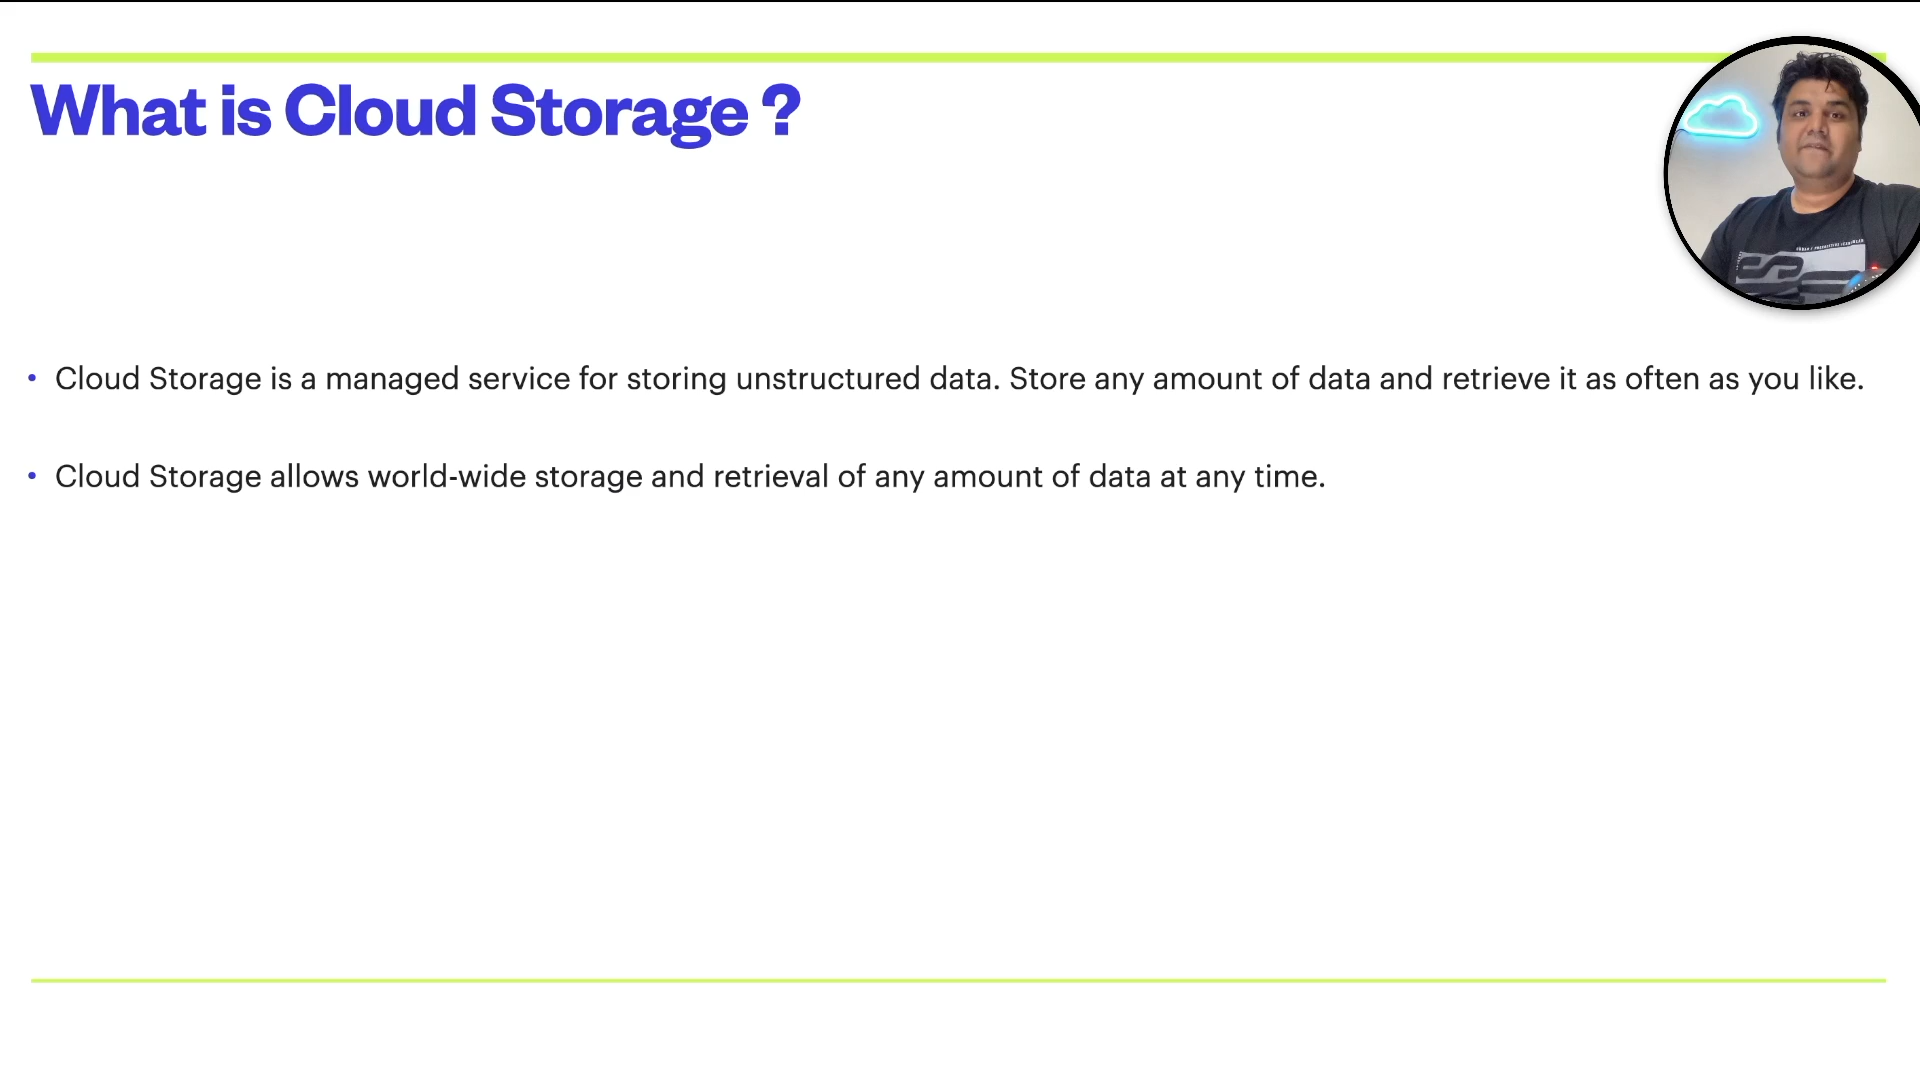 What is Cloud Storage ?
• Cloud Storage is a managed service for storing unstructured data. Store any amount of data and retrieve it as often as you like.
• Cloud Storage allows world-wide storage and retrieval of any amount of data at any time.